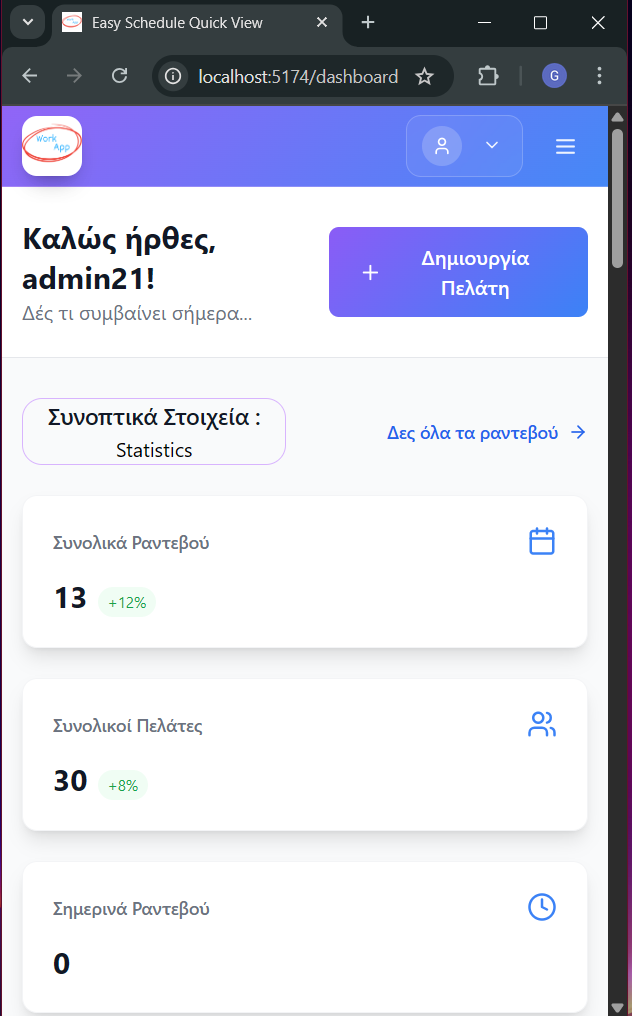 Easy Schedule Quick View
localhost:5174/dashboard
G
Work
App
Καλώς ήρθες,
admin21!
Δές τι συμβαίνει σήμερα...
Δημιουργία
Πελάτη
Συνοπτικά Στοιχεία :
Statistics
Δες όλα τα ραντεβού
Συνολικά Ραντεβού
13 +12%
Συνολικοί Πελάτες
30 +8%
Σημερινά Ραντεβού
0